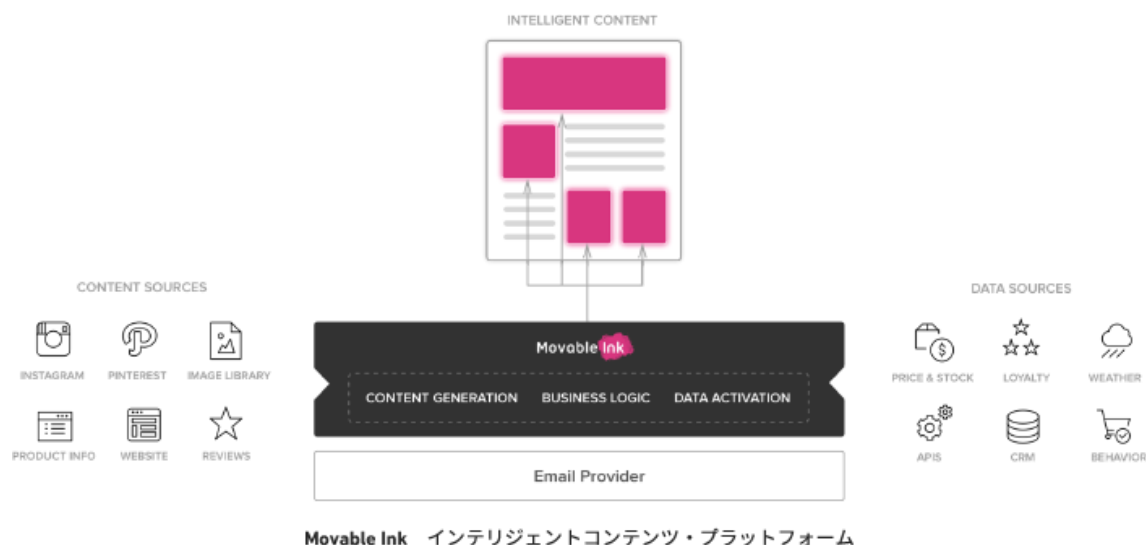 INTELLIGENT CONTENT
CONTENT SOURCES
INSTAGRAM
PINTEREST
IMAGE LIBRARY
PRODUCT INFO
WEBSITE
REVIEWS
Movable Ink
CONTENT GENERATION
BUSINESS LOGIC
DATA ACTIVATION
Email Provider
DATA SOURCES
PRICE & STOCK
LOYALTY
WEATHER
APIS
CRM
BEHAVIOR
Movable Ink インテリジェントコンテンツ・プラットフォーム